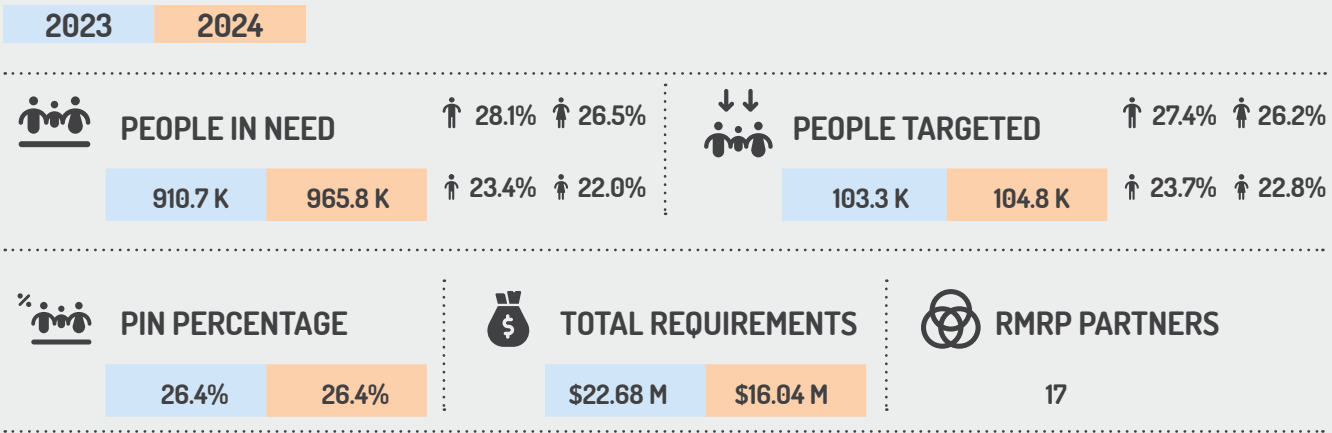 2023 2024
PEOPLE IN NEED
28.1% 26.5%
910.7 K 965.8 K
23.4% 22.0%
PEOPLE TARGETED
27.4% 26.2%
103.3 K 104.8 K
23.7% 22.8%
%
PIN PERCENTAGE
26.4% 26.4%
$
TOTAL REQUIREMENTS
$22.68 M $16.04 M
RMRP PARTNERS
17